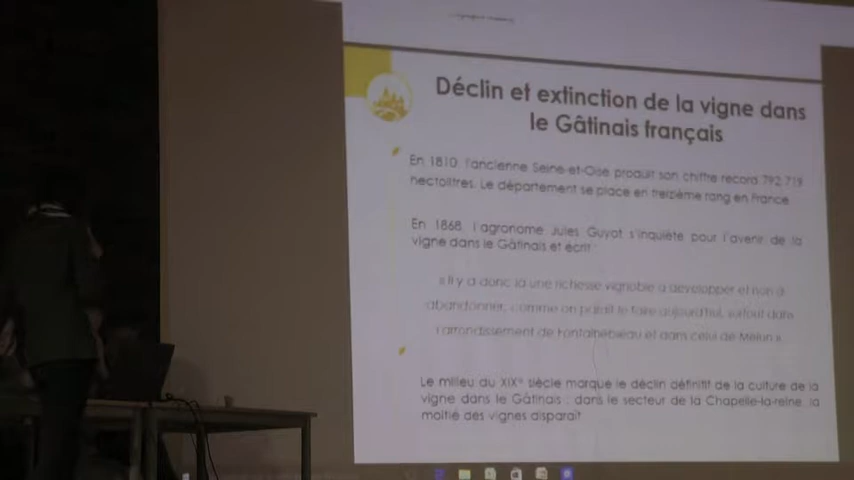 Déclin et extinction de la vigne dans
le Gâtinais français
En 1810, l'ancienne Seine-et-Oise produit son chiffre record 792 719
hectolitres. Le département se place en treizième rang en France
En 1868, l'agronome Jules Guyot s'inquiète pour l'avenir de la
vigne dans le Gâtinais et écrit :
« Il y a donc là une richesse vignoble à développer et non à
abandonner, comme on paraît le faire aujourd'hui, surtout dans
l'arrondissement de Fontainebleau et dans celui de Melun ».
Le milieu du XIXe siècle marque le déclin définitif de la culture de la
vigne dans le Gâtinais : dans le secteur de la Chapelle-la-reine, la
moitié des vignes disparaît